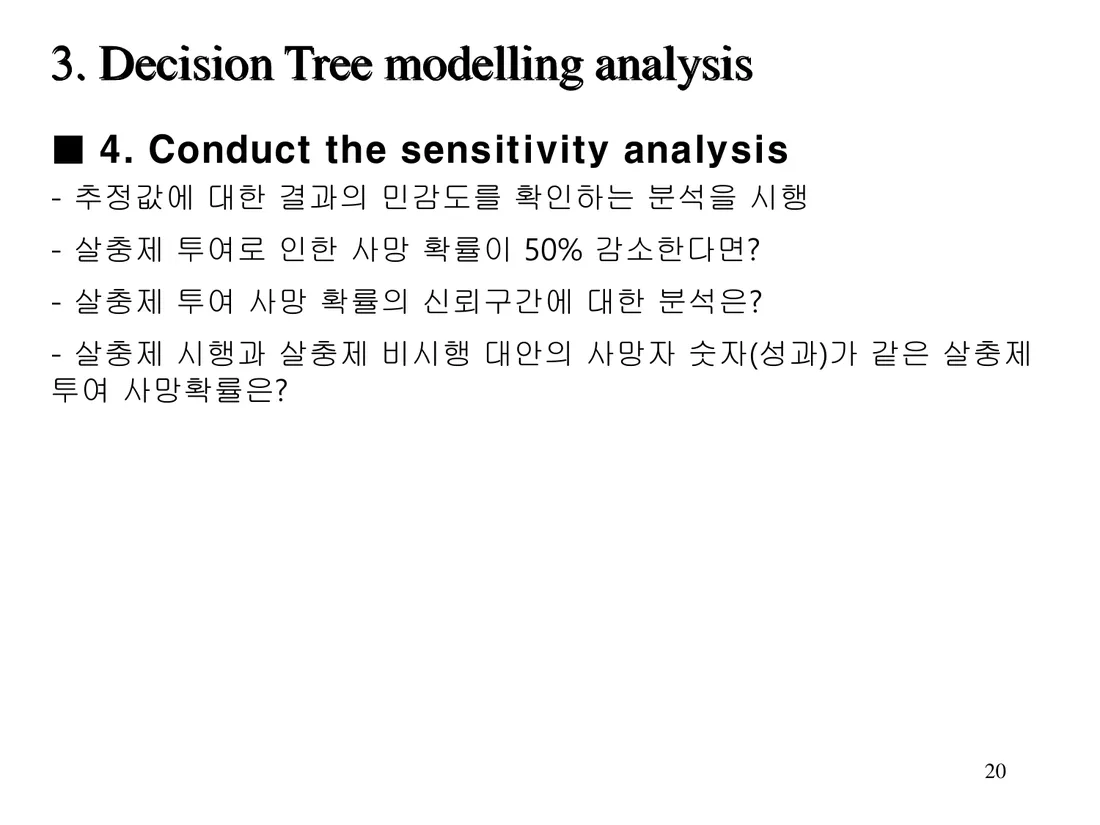 3. Decision Tree modelling analysis
■ 4. Conduct the sensitivity analysis
- 추정값에 대한 결과의 민감도를 확인하는 분석을 시행
- 살충제 투여로 인한 사망 확률이 50% 감소한다면?
- 살충제 투여 사망 확률의 신뢰구간에 대한 분석은?
- 살충제 시행과 살충제 비시행 대안의 사망자 숫자(성과)가 같은 살충제
투여 사망확률은?
20